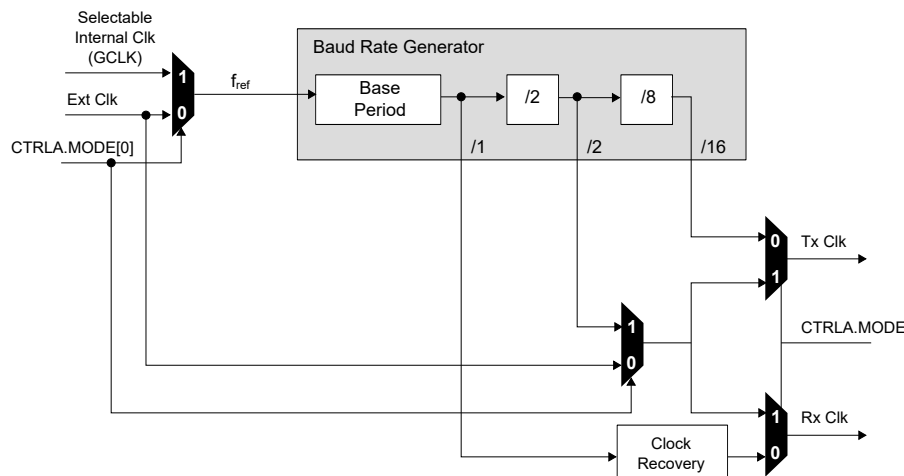 Selectable
Internal Clk
(GCLK)
Baud Rate Generator
1
0
fref
Base
Period
/2
/8
Ext Clk
CTRLA.MODE[0]
/1
/2
/16
0
1
Tx Clk
1
0
CTRLA.MODE
1
0
Rx Clk
Clock
Recovery